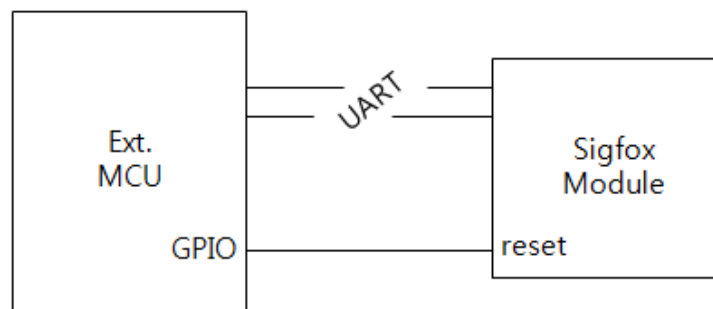 UART
Ext.
MCU
Sigfox
Module
GPIO
reset